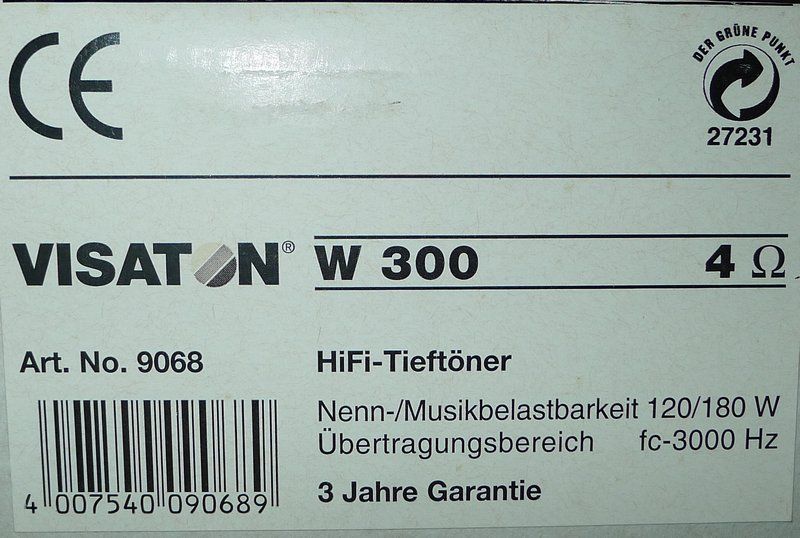 CE
DER GRÜNE PUNKT
27231
VISATON® W 300 4 Ω
Art. No. 9068
HiFi-Tieftöner
Nenn-/Musikbelastbarkeit 120/180 W
Übertragungsbereich fc-3000 Hz
3 Jahre Garantie
4 007540 090689